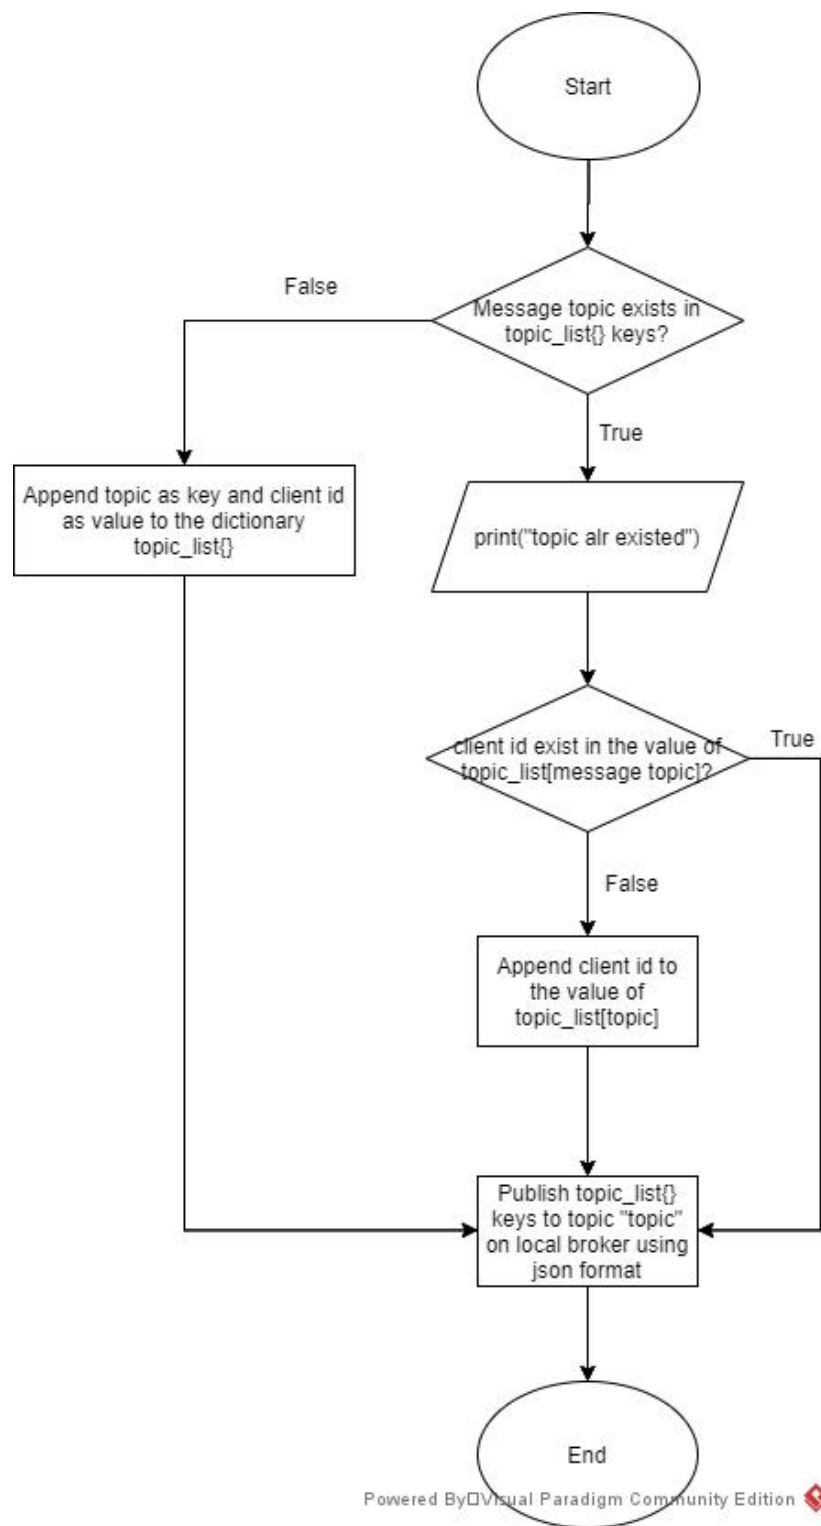 Start
False
Message topic exists in
topic_list{} keys?
True
Append topic as key and client id
as value to the dictionary
topic_list{}
print("topic alr existed")
client id exist in the value of
topic_list[message topic]?
True
False
Append client id to
the value of
topic_list[topic]
Publish topic_list{}
keys to topic "topic"
on local broker using
json format
End
Powered By□Visual Paradigm Community Edition